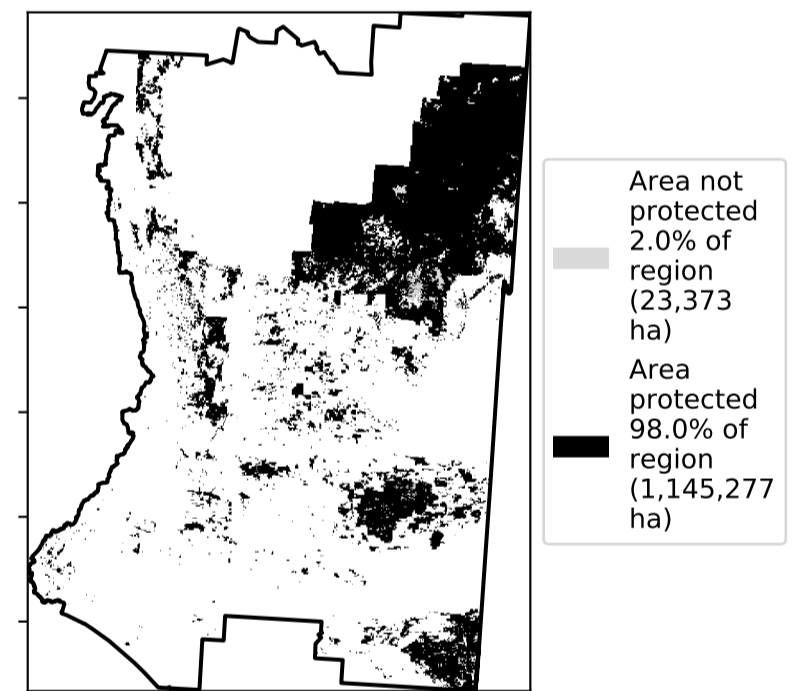 Area not
protected
2.0% of
region
(23,373
ha)
Area
protected
98.0% of
region
(1,145,277
ha)